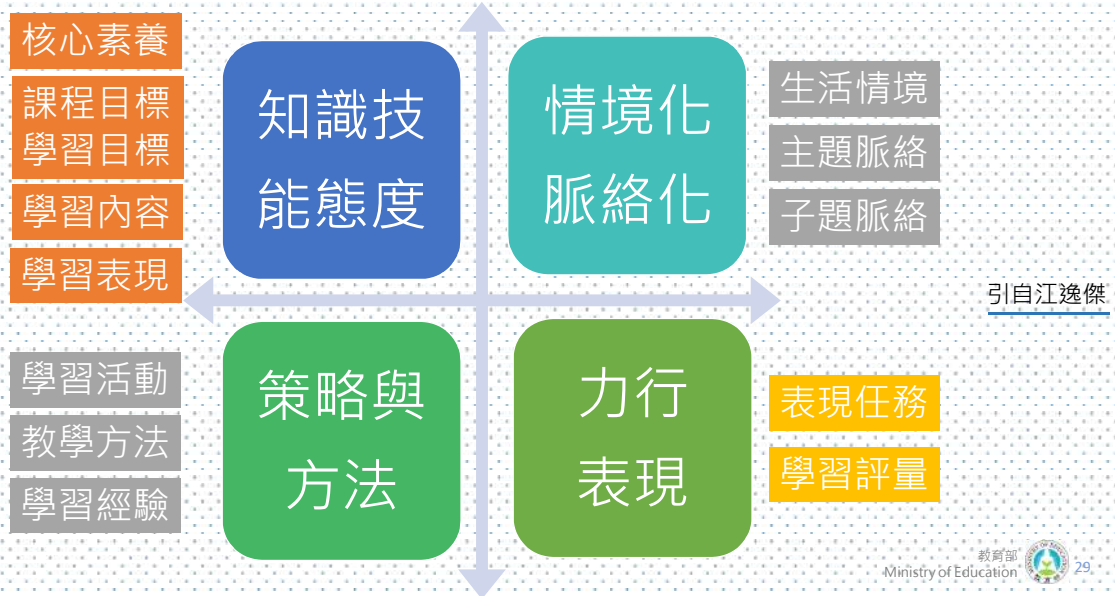 核心素養
課程目標
學習目標
學習內容
學習表現
知識技
能態度
情境化
脈絡化
生活情境
主題脈絡
子題脈絡
引自江逸傑
學習活動
教學方法
學習經驗
策略與
方法
力行
表現
表現任務
學習評量
教育部
Ministry of Education
29